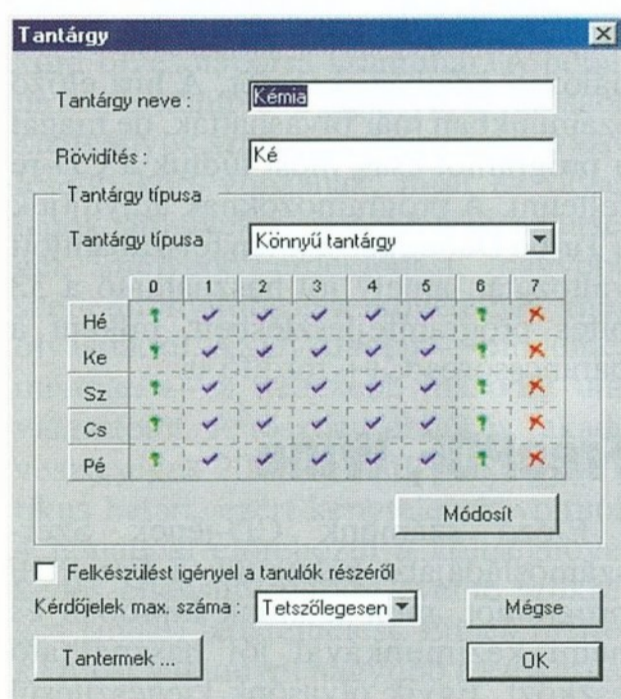 Tantárgy
Tantárgy neve : Kémia
Rövidítés : Ké
Tantárgy típusa
Tantárgy típusa Könnyű tantárgy
0 1 2 3 4 5 6 7
Hé ? ✓ ✓ ✓ ✓ ✓ ? ✗
Ke ? ✓ ✓ ✓ ✓ ✓ ? ✗
Sz ? ✓ ✓ ✓ ✓ ✓ ? ✗
Cs ? ✓ ✓ ✓ ✓ ✓ ? ✗
Pé ? ✓ ✓ ✓ ✓ ✓ ? ✗
Módosít
Felkészülést igényel a tanulók részéről
Kérdőjelek max. száma : Tetszőlegesen
Mégse
Tantermek ...
OK